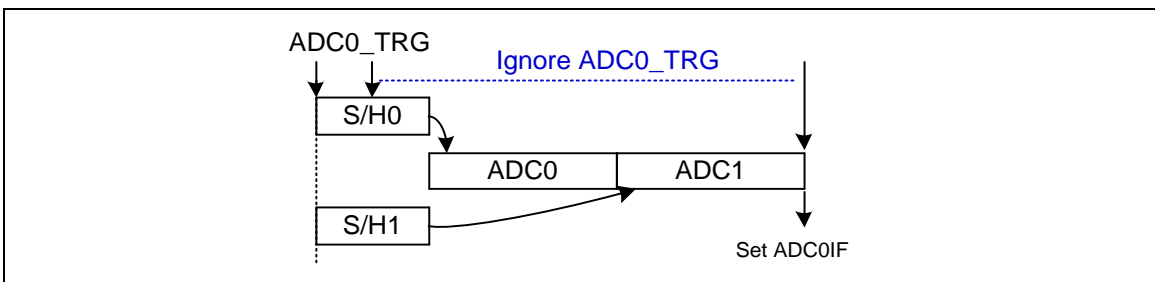 ADC0_TRG
Ignore ADC0_TRG
S/H0
ADC0
ADC1
S/H1
Set ADC0IF